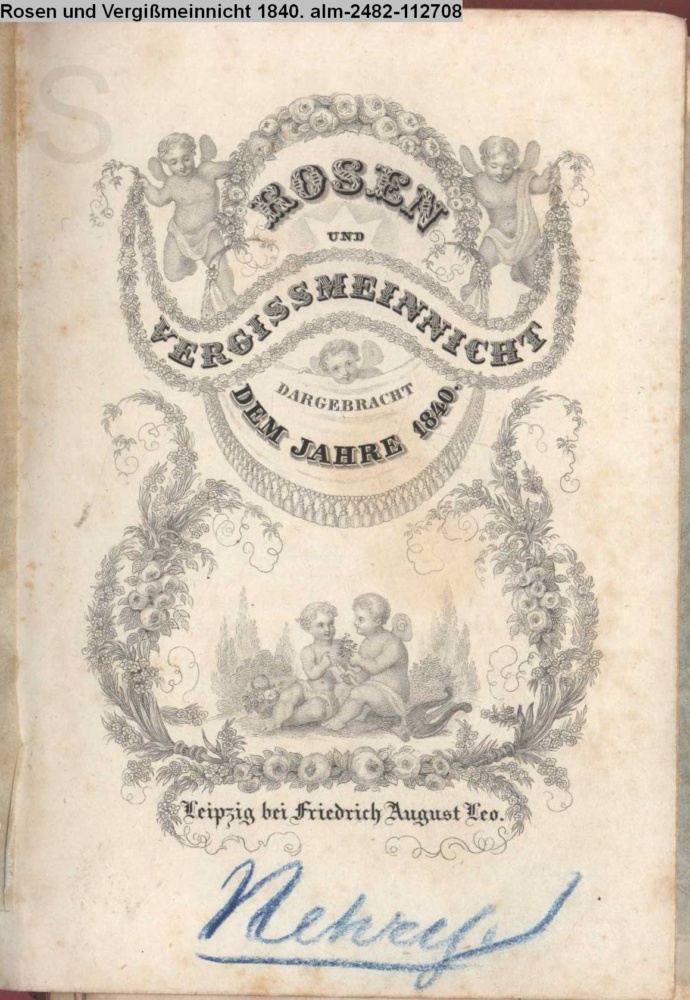 Rosen und Vergißmeinnicht 1840. alm-2482-112708
S
ROSEN
UND
VERGISSMEINNICHT
DARGEBRACHT
DEM JAHRE 1840.
Leipzig bei Friedrich August Leo.